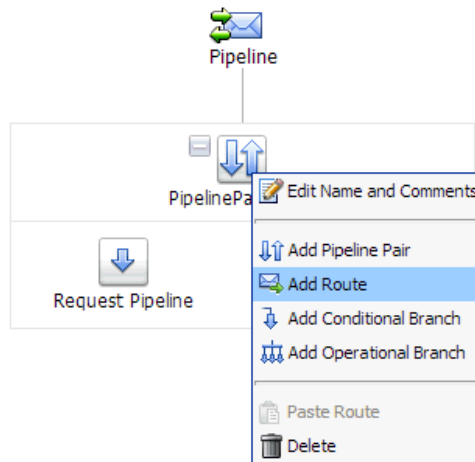 Pipeline
PipelinePa
Edit Name and Comments
Add Pipeline Pair
Add Route
Request Pipeline
Add Conditional Branch
Add Operational Branch
Paste Route
Delete